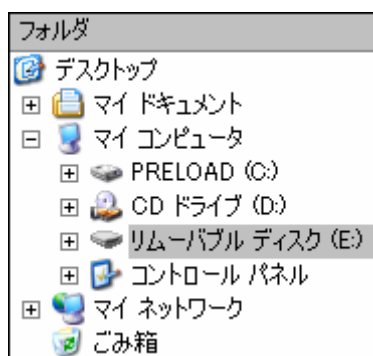 フォルダ
デスクトップ
マイ ドキュメント
マイ コンピュータ
PRELOAD (C:)
CD ドライブ (D:)
リムーバブル ディスク (E:)
コントロール パネル
マイ ネットワーク
ごみ箱